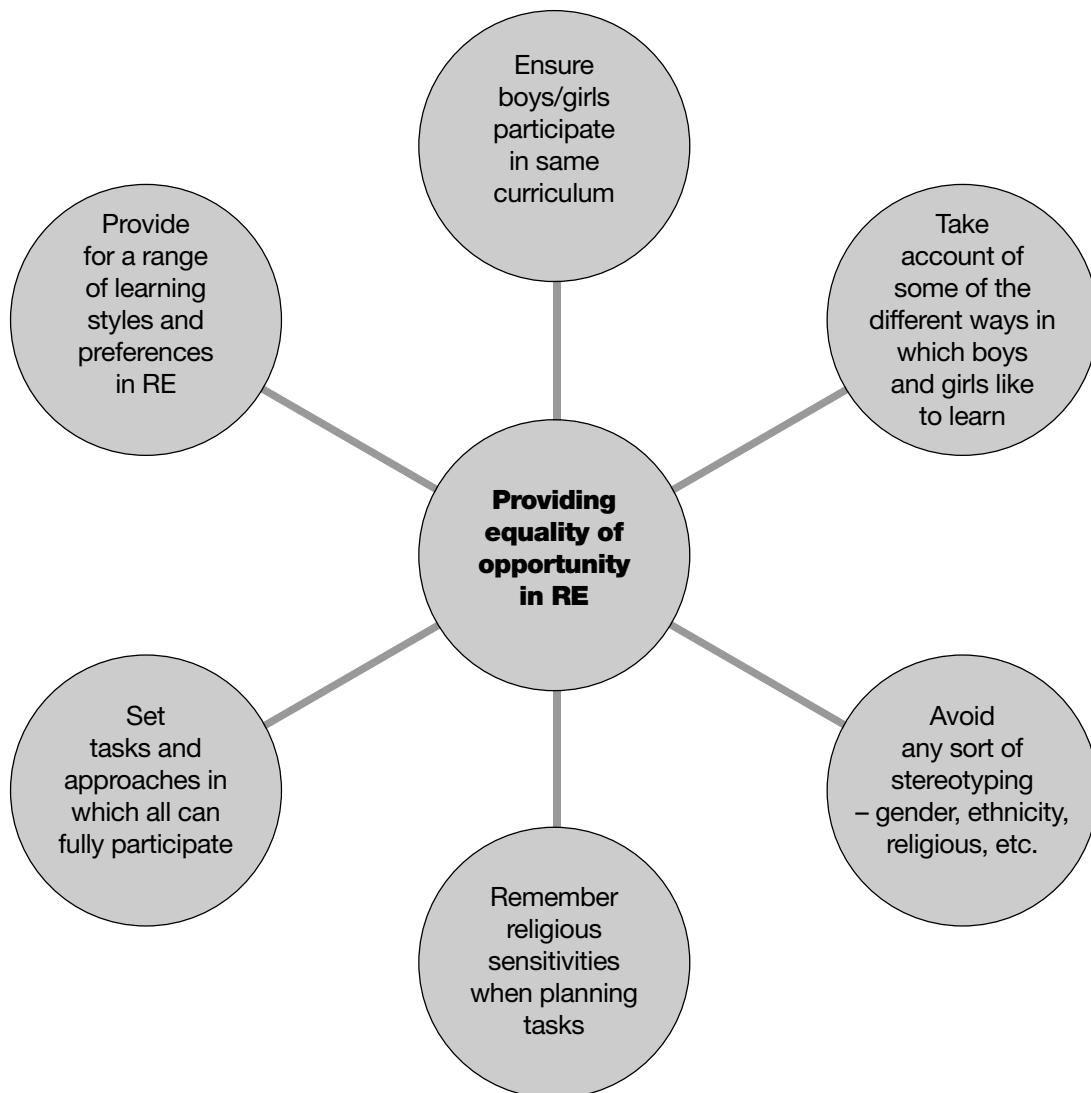 Ensure
boys/girls
participate
in same
curriculum
Provide
for a range
of learning
styles and
preferences
in RE
Take
account of
some of the
different ways in
which boys
and girls like
to learn
Providing
equality of
opportunity
in RE
Set
tasks and
approaches in
which all can
fully participate
Avoid
any sort of
stereotyping
– gender, ethnicity,
religious, etc.
Remember
religious
sensitivities
when planning
tasks